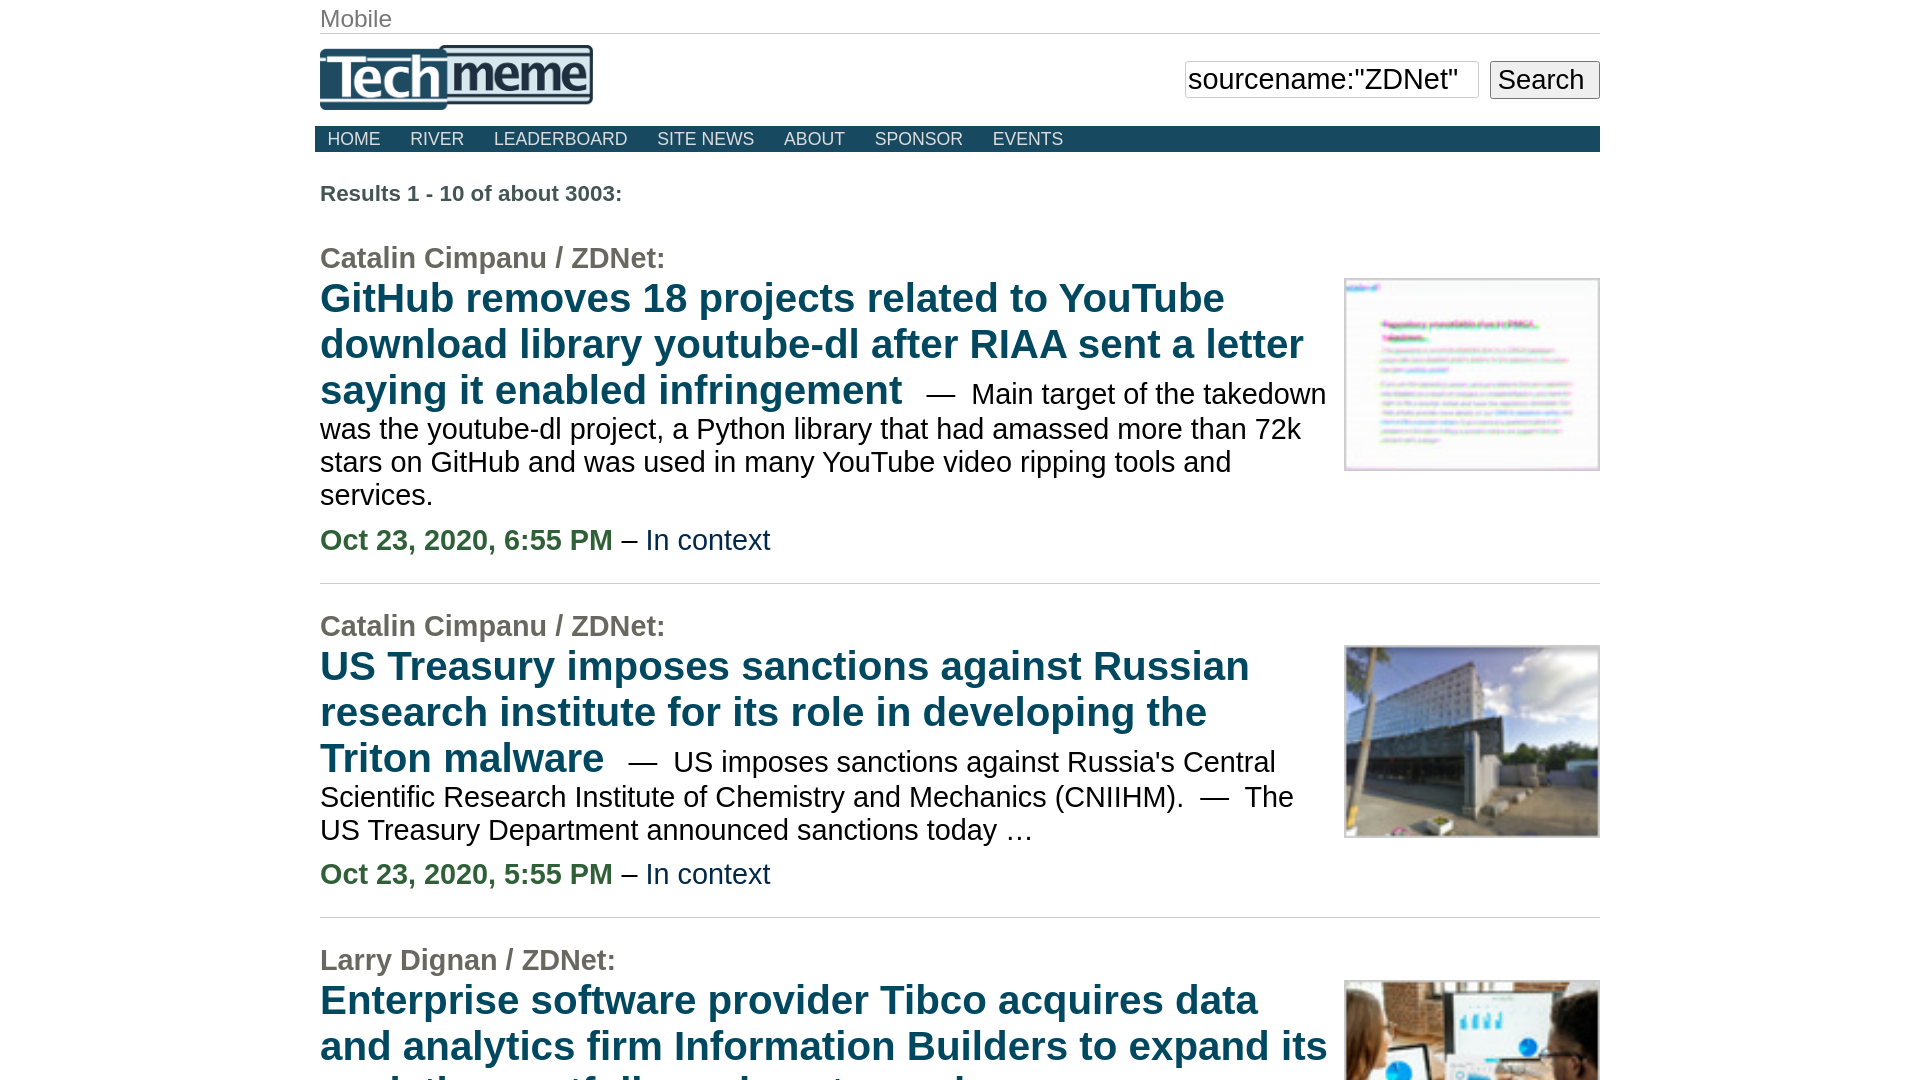 Mobile
Techmeme
sourcename:"ZDNet"
Search
HOME RIVER LEADERBOARD SITE NEWS ABOUT SPONSOR EVENTS
Results 1 - 10 of about 3003:
Catalin Cimpanu / ZDNet:
GitHub removes 18 projects related to YouTube
download library youtube-dl after RIAA sent a letter
saying it enabled infringement — Main target of the takedown
was the youtube-dl project, a Python library that had amassed more than 72k
stars on GitHub and was used in many YouTube video ripping tools and
services.
Oct 23, 2020, 6:55 PM – In context
Catalin Cimpanu / ZDNet:
US Treasury imposes sanctions against Russian
research institute for its role in developing the
Triton malware — US imposes sanctions against Russia's Central
Scientific Research Institute of Chemistry and Mechanics (CNIIHM). — The
US Treasury Department announced sanctions today …
Oct 23, 2020, 5:55 PM – In context
Larry Dignan / ZDNet:
Enterprise software provider Tibco acquires data
and analytics firm Information Builders to expand its